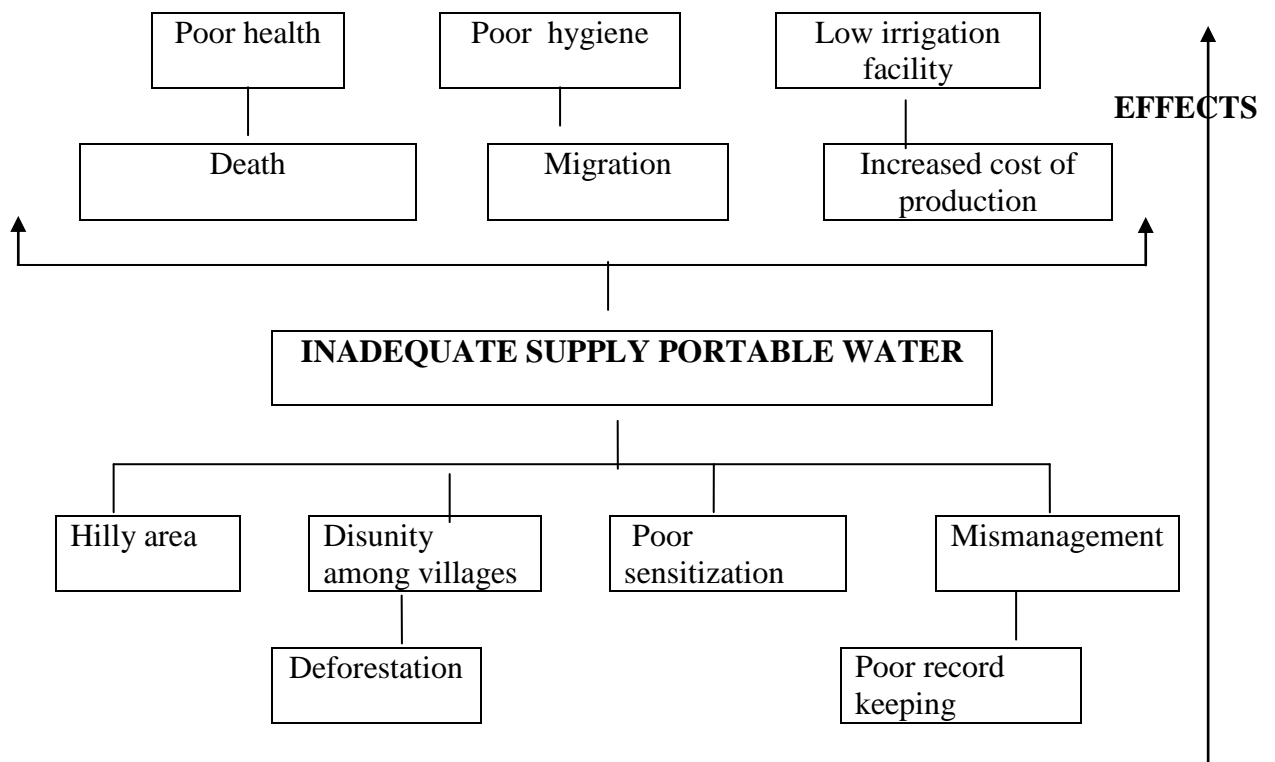 Poor health
Poor hygiene
Low irrigation
facility
EFFECTS
Death
Migration
Increased cost of
production
INADEQUATE SUPPLY PORTABLE WATER
Hilly area
Disunity
among villages
Poor
sensitization
Mismanagement
Deforestation
Poor record
keeping